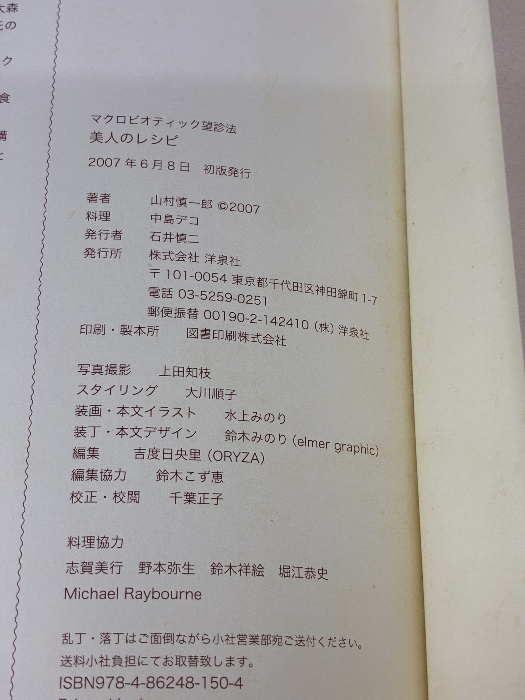 大森
ク
食
講
と
マクロビオティック望診法
美人のレシピ
2007年6月8日 初版発行
著者 山村慎一郎 ©2007
料理 中島デコ
発行者 石井慎二
発行所 株式会社 洋泉社
〒101-0054 東京都千代田区神田錦町1-7
電話 03-5259-0251
郵便振替 00190-2-142410（株）洋泉社
印刷・製本所 図書印刷株式会社
写真撮影 上田知枝
スタイリング 大川順子
装画・本文イラスト 水上みのり
装丁・本文デザイン 鈴木みのり（elmer graphic）
編集 吉度日央里（ORYZA）
編集協力 鈴木こず恵
校正・校閲 千葉正子
料理協力
志賀美行 野本弥生 鈴木祥絵 堀江恭史
Michael Raybourne
乱丁・落丁はご面倒ながら小社営業部宛ご送付ください。
送料小社負担にてお取替致します。
ISBN978-4-86248-150-4